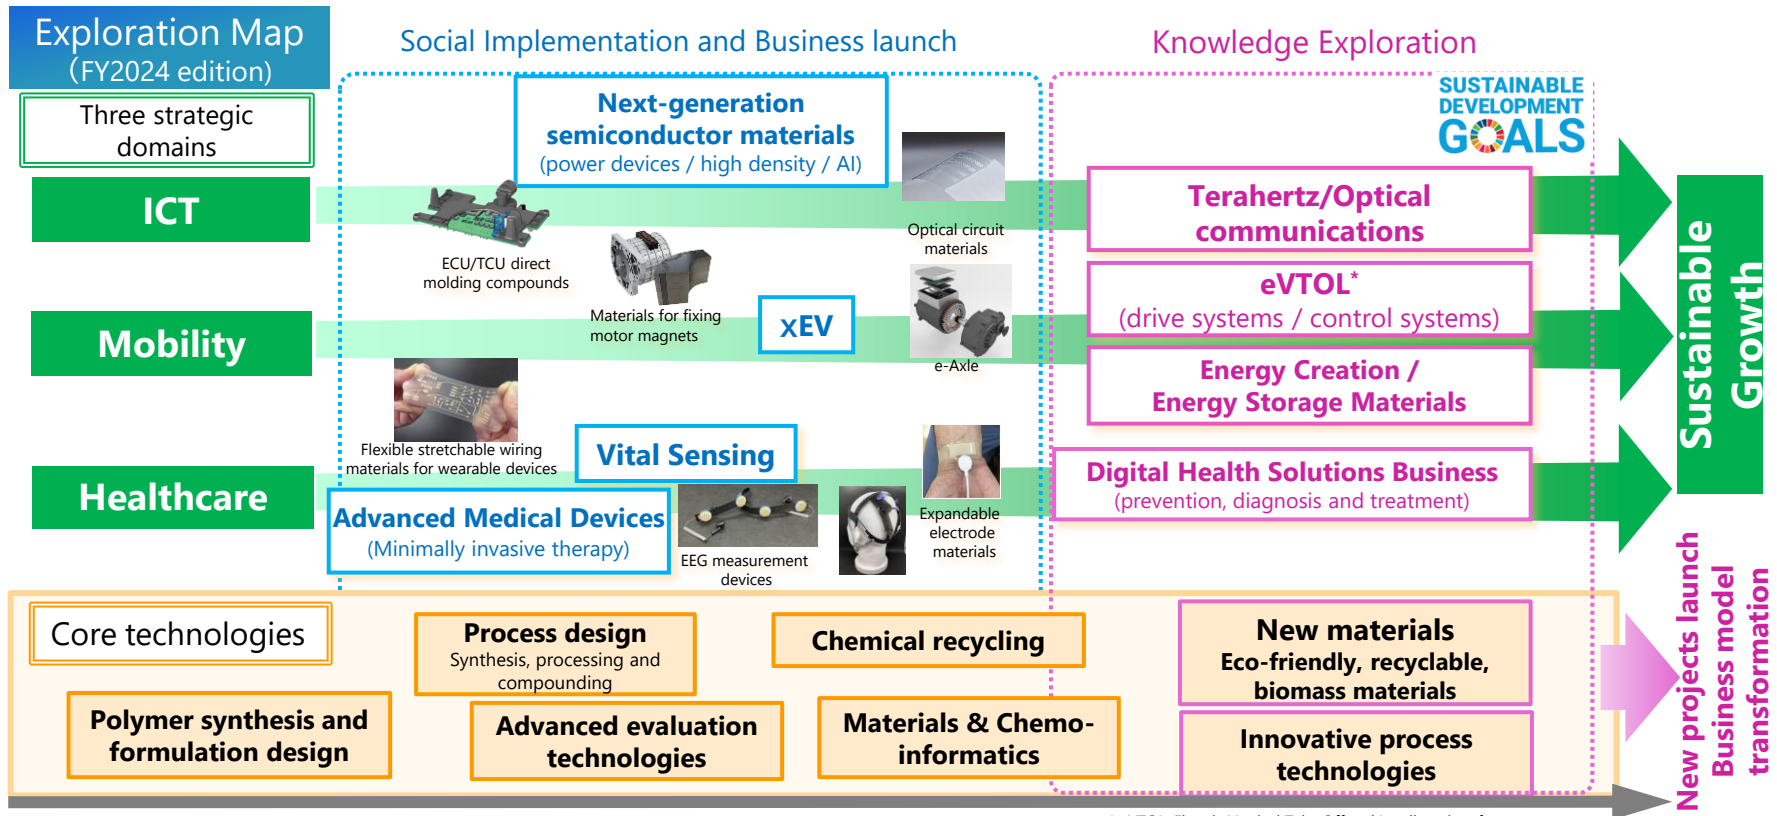 Exploration Map
（FY2024 edition)
Social Implementation and Business launch
Knowledge Exploration
Three strategic
domains
Next-generation
semiconductor materials
(power devices / high density / AI)
SUSTAINABLE
DEVELOPMENT
GOALS
ICT
ECU/TCU direct
molding compounds
Optical circuit
materials
Terahertz/Optical
communications
Mobility
Materials for fixing
motor magnets
xEV
e-Axle
eVTOL*
(drive systems / control systems)
Energy Creation /
Energy Storage Materials
Sustainable
Growth
Healthcare
Flexible stretchable wiring
materials for wearable devices
Vital Sensing
Advanced Medical Devices
(Minimally invasive therapy)
EEG measurement
devices
Expandable
electrode
materials
Digital Health Solutions Business
(prevention, diagnosis and treatment)
Core technologies
Process design
Synthesis, processing and
compounding
Chemical recycling
New materials
Eco-friendly, recyclable,
biomass materials
Polymer synthesis and
formulation design
Advanced evaluation
technologies
Materials & Chemo-
informatics
Innovative process
technologies
New projects launch
Business model
transformation